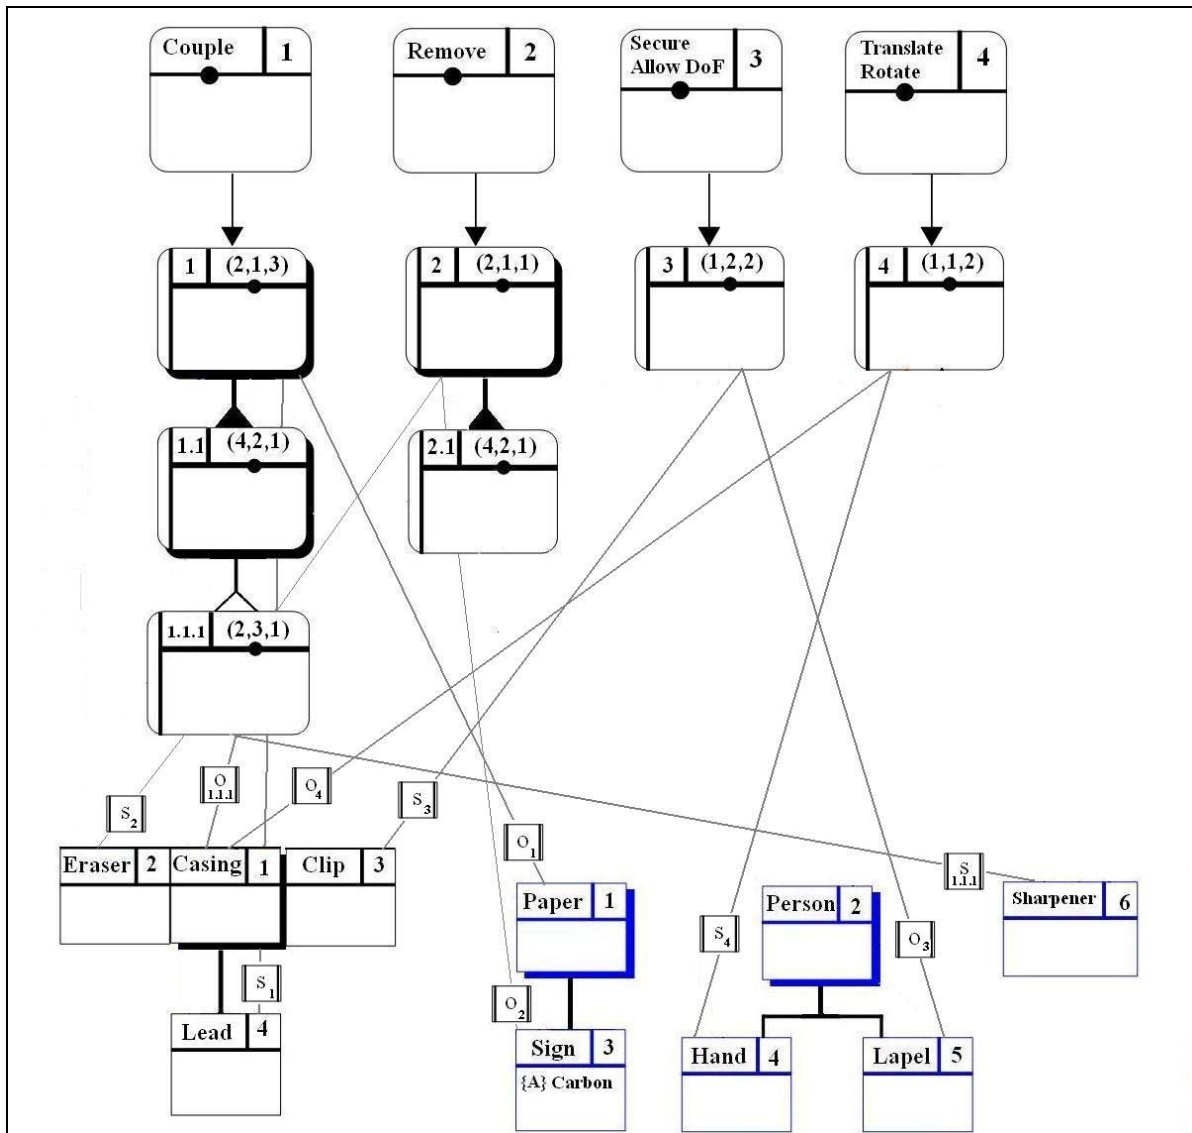 Couple 1
Remove 2
Secure
Allow DoF 3
Translate
Rotate 4
1 (2,1,3)
2 (2,1,1)
3 (1,2,2)
4 (1,1,2)
1.1 (4,2,1)
2.1 (4,2,1)
1.1.1 (2,3,1)
S2
O
1.1.1
O4
S3
O1
S
1.1.1
Eraser 2
Casing 1
Clip 3
Paper 1
Person 2
Sharpener 6
S4
O3
S1
O2
Lead 4
Sign 3
{A} Carbon
Hand 4
Lapel 5